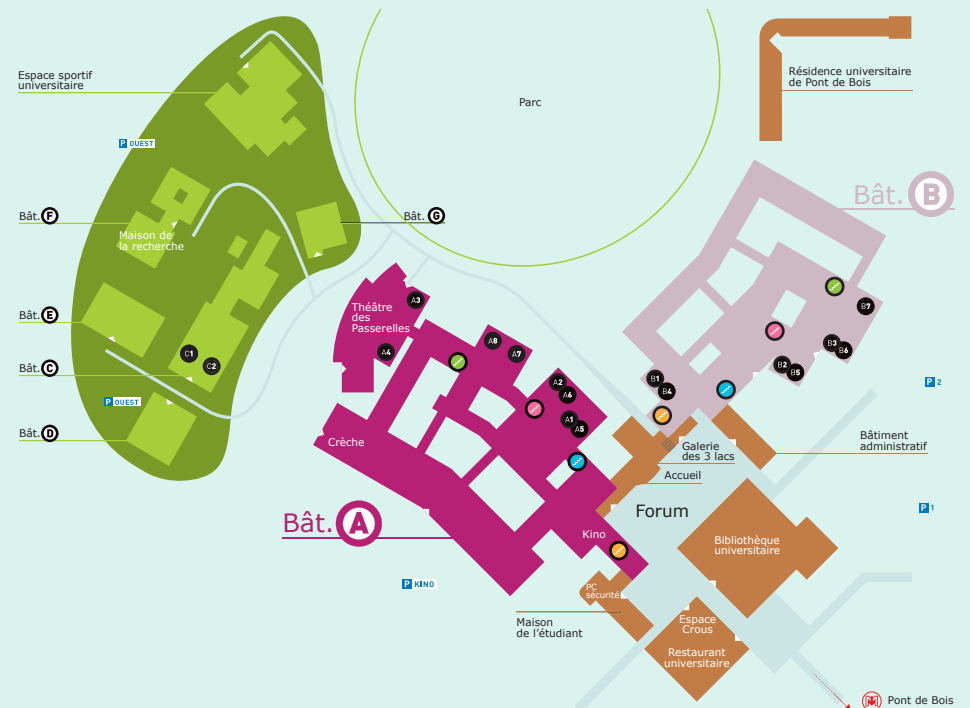 Espace sportif
universitaire
P OUEST
Parc
Résidence universitaire
de Pont de Bois
Bât. B
Bât. F
Maison de
la recherche
Bât. G
Bât. E
C1
C2
Bât. C
P OUEST
Bât. D
Théâtre
des
Passerelles
A3
A4
A8
A7
A2
A6
A1
A5
Crèche
Bât. A
Kino
P KINO
B7
B3
B6
B2
B5
B1
B4
P 2
Galerie
des 3 lacs
Accueil
Bâtiment
administratif
Forum
P 1
Bibliothèque
universitaire
PC
sécurité
Maison
de l'étudiant
Espace
Crous
Restaurant
universitaire
M Pont de Bois